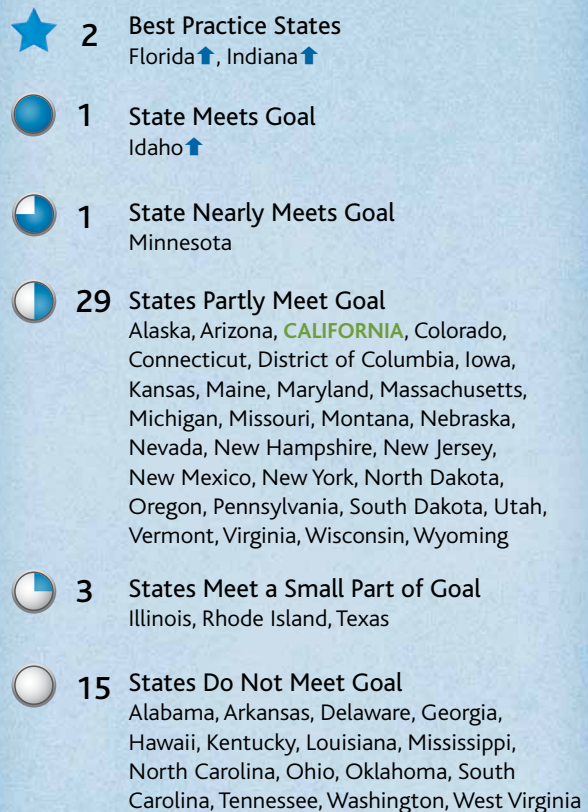 2 Best Practice States
Florida⬆, Indiana⬆
1 State Meets Goal
Idaho⬆
1 State Nearly Meets Goal
Minnesota
29 States Partly Meet Goal
Alaska, Arizona, CALIFORNIA, Colorado,
Connecticut, District of Columbia, Iowa,
Kansas, Maine, Maryland, Massachusetts,
Michigan, Missouri, Montana, Nebraska,
Nevada, New Hampshire, New Jersey,
New Mexico, New York, North Dakota,
Oregon, Pennsylvania, South Dakota, Utah,
Vermont, Virginia, Wisconsin, Wyoming
3 States Meet a Small Part of Goal
Illinois, Rhode Island, Texas
15 States Do Not Meet Goal
Alabama, Arkansas, Delaware, Georgia,
Hawaii, Kentucky, Louisiana, Mississippi,
North Carolina, Ohio, Oklahoma, South
Carolina, Tennessee, Washington, West Virginia